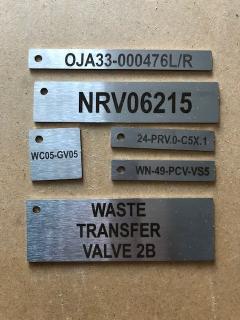 OJA33-000476L/R
NRV06215
WC05-GV05
24-PRV.0-C5X.1
WN-49-PCV-VS5
WASTE
TRANSFER
VALVE 2B